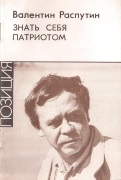 Валентин Распутин
ЗНАТЬ СЕБЯ
ПАТРИОТОМ
ПОЗИЦИЯ